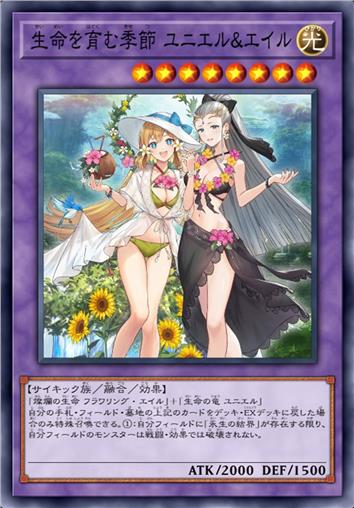 生命を育む季節 ユニエル&エイル
光
【サイキック族/融合/効果】
「燦爛の生命 フラワリング・エイル」+「生命の竜 ユニエル」
自分の手札・フィールド・墓地の上記のカードをデッキ・EXデッキに戻した場
合のみ特殊召喚できる。①:自分フィールドに「永生の結界」が存在する限り、
自分フィールドのモンスターは戦闘・効果では破壊されない。
ATK/2000 DEF/1500